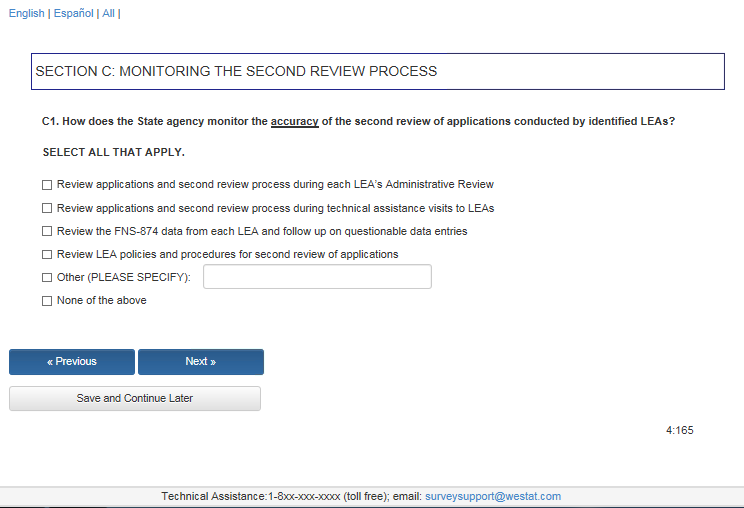 English | Español | All |
SECTION C: MONITORING THE SECOND REVIEW PROCESS
C1. How does the State agency monitor the accuracy of the second review of applications conducted by identified LEAs?
SELECT ALL THAT APPLY.
Review applications and second review process during each LEA's Administrative Review
Review applications and second review process during technical assistance visits to LEAs
Review the FNS-874 data from each LEA and follow up on questionable data entries
Review LEA policies and procedures for second review of applications
Other (PLEASE SPECIFY):
None of the above
« Previous
Next »
Save and Continue Later
4:165
Technical Assistance:1-8xx-xxx-xxxx (toll free); email: surveysupport@westat.com